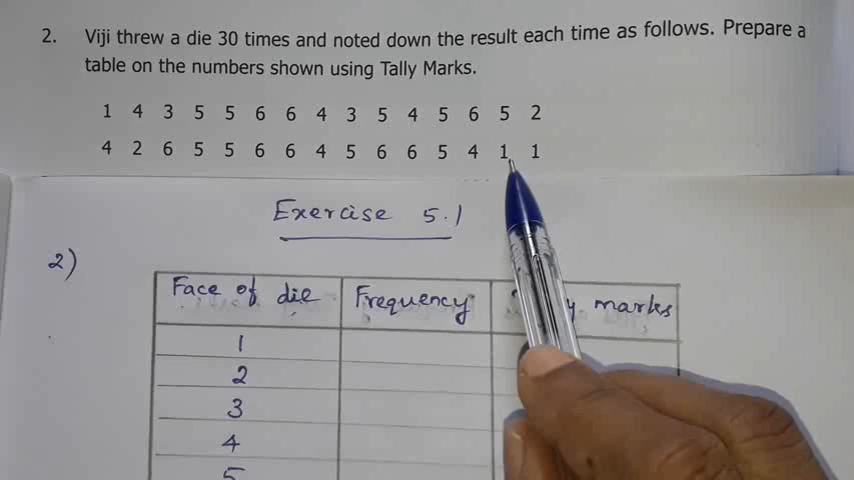 2. Viji threw a die 30 times and noted down the result each time as follows. Prepare a
table on the numbers shown using Tally Marks.
1 4 3 5 5 6 6 4 3 5 4 5 6 5 2
4 2 6 5 5 6 6 4 5 6 6 5 4 1 1
Exercise 5.1
2)
Face of die Frequency marks
1
2
3
4
5